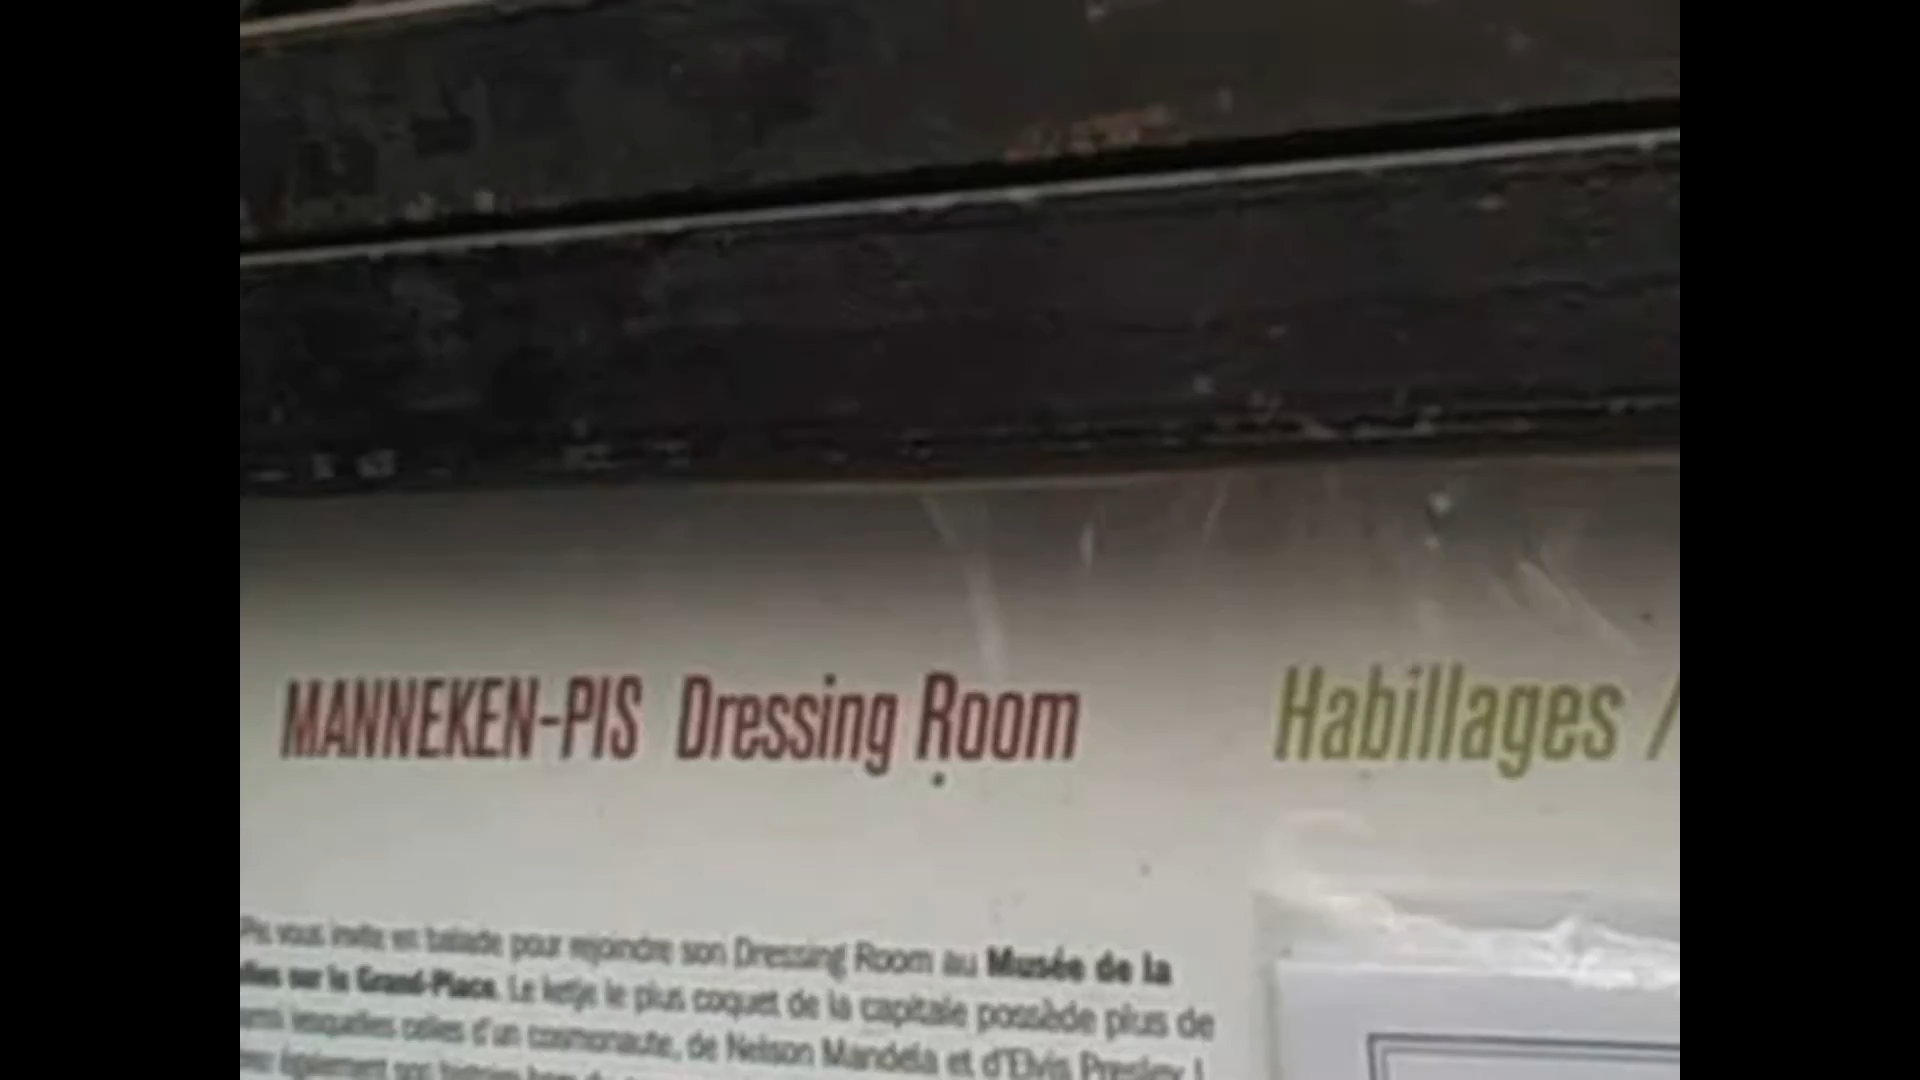 MANNEKEN-PIS Dressing Room
Habillages /
Pis vous invite en balade pour rejoindre son Dressing Room au Musée de la
sur la Grand-Place. Le ketje le plus coquet de la capitale possède plus de
lesquelles celles d'un cosmonaute, de Nelson Mandela et d'Elvis Presley !
également son